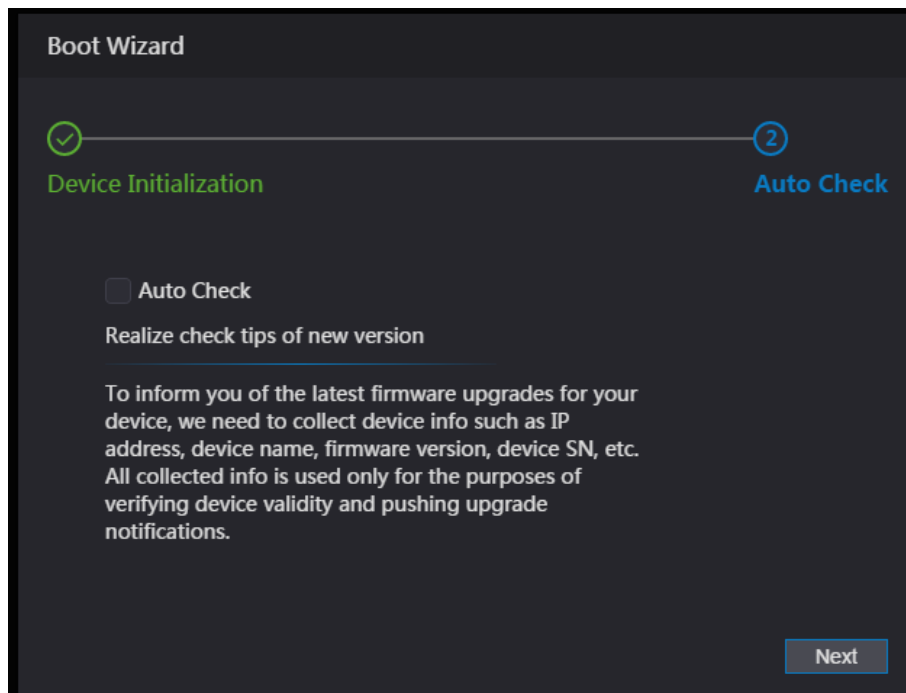 Boot Wizard
2
Device Initialization
Auto Check
Auto Check
Realize check tips of new version
To inform you of the latest firmware upgrades for your
device, we need to collect device info such as IP
address, device name, firmware version, device SN, etc.
All collected info is used only for the purposes of
verifying device validity and pushing upgrade
notifications.
Next